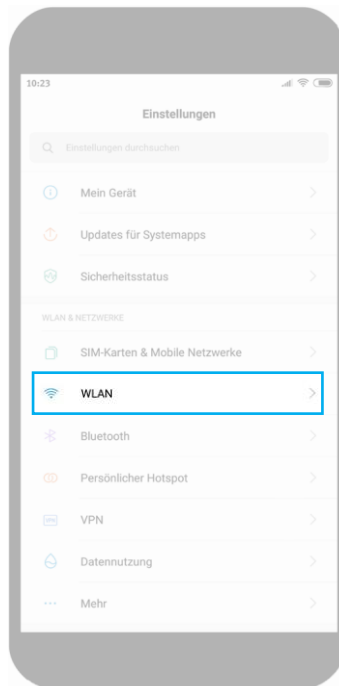 10:23
Einstellungen
Einstellungen durchsuchen
Mein Gerät
Updates für Systemapps
Sicherheitsstatus
WLAN & NETZWERKE
SIM-Karten & Mobile Netzwerke
WLAN
Bluetooth
Persönlicher Hotspot
VPN
VPN
Datennutzung
Mehr